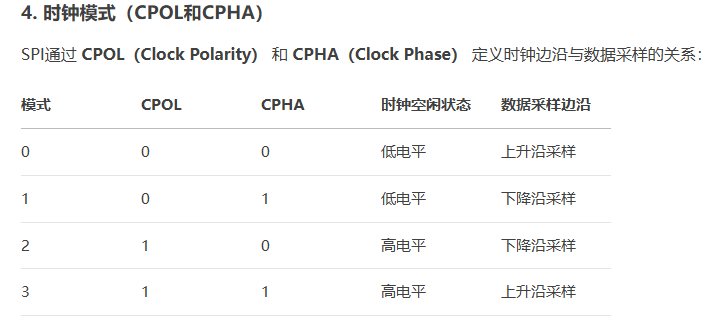 4. 时钟模式（CPOL和CPHA）
SPI通过 CPOL（Clock Polarity） 和 CPHA（Clock Phase） 定义时钟边沿与数据采样的关系：
模式 CPOL CPHA 时钟空闲状态 数据采样边沿
0 0 0 低电平 上升沿采样
1 0 1 低电平 下降沿采样
2 1 0 高电平 下降沿采样
3 1 1 高电平 上升沿采样